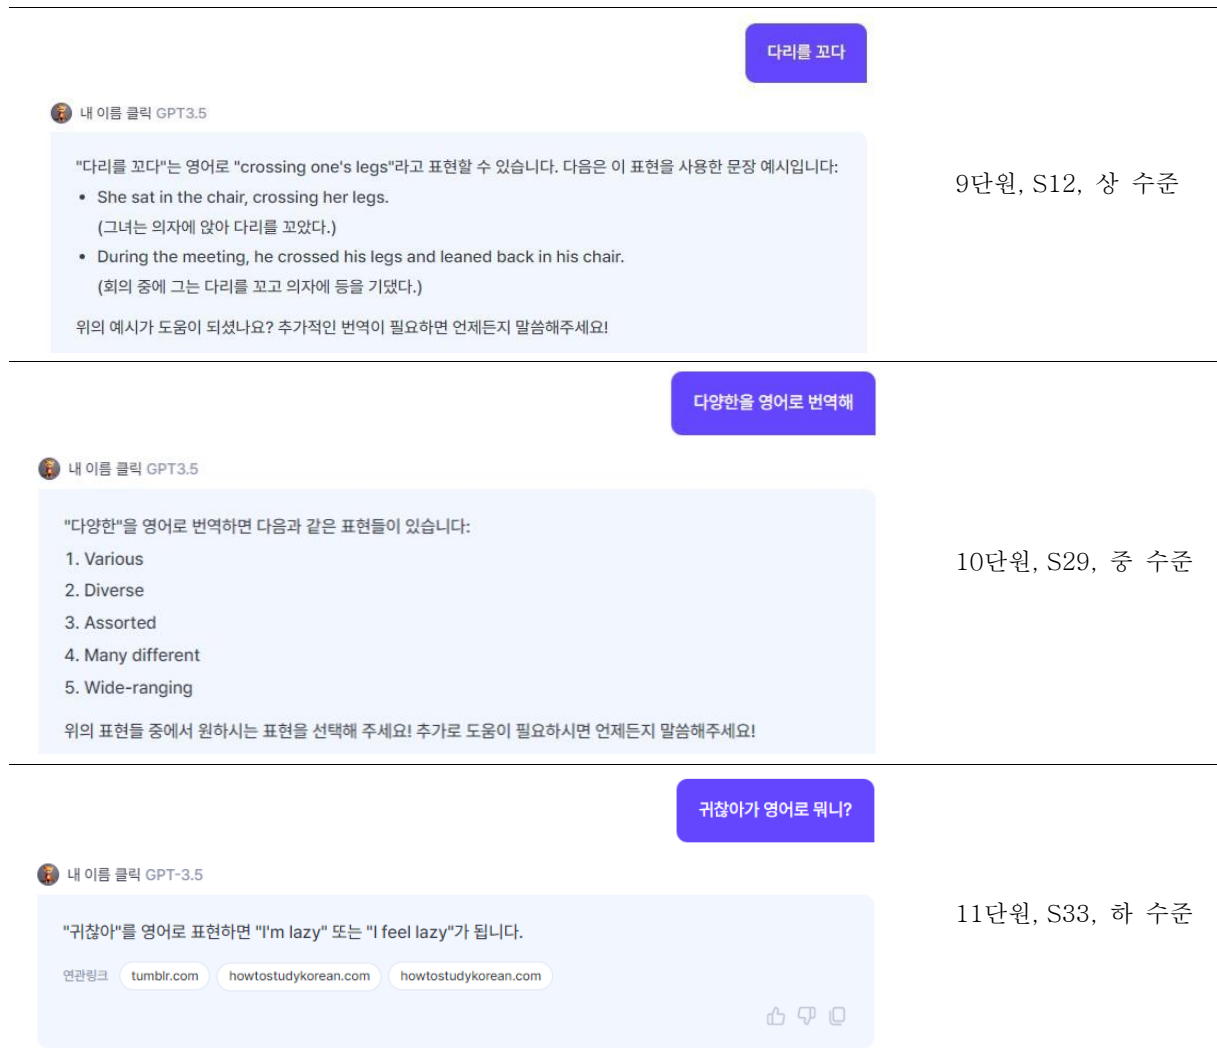 다리를 꼬다
내 이름 클릭 GPT3.5
"다리를 꼬다"는 영어로 "crossing one's legs"라고 표현할 수 있습니다. 다음은 이 표현을 사용한 문장 예시입니다:
• She sat in the chair, crossing her legs.
(그녀는 의자에 앉아 다리를 꼬았다.)
• During the meeting, he crossed his legs and leaned back in his chair.
(회의 중에 그는 다리를 꼬고 의자에 등을 기댔다.)
위의 예시가 도움이 되셨나요? 추가적인 번역이 필요하면 언제든지 말씀해주세요!
9단원, S12, 상 수준
다양한을 영어로 번역해
내 이름 클릭 GPT3.5
"다양한"을 영어로 번역하면 다음과 같은 표현들이 있습니다:
1. Various
2. Diverse
3. Assorted
4. Many different
5. Wide-ranging
위의 표현들 중에서 원하시는 표현을 선택해 주세요! 추가로 도움이 필요하시면 언제든지 말씀해주세요!
10단원, S29, 중 수준
귀찮아가 영어로 뭐니?
내 이름 클릭 GPT-3.5
"귀찮아"를 영어로 표현하면 "I'm lazy" 또는 "I feel lazy"가 됩니다.
연관링크 tumblr.com howtostudykorean.com howtostudykorean.com
11단원, S33, 하 수준